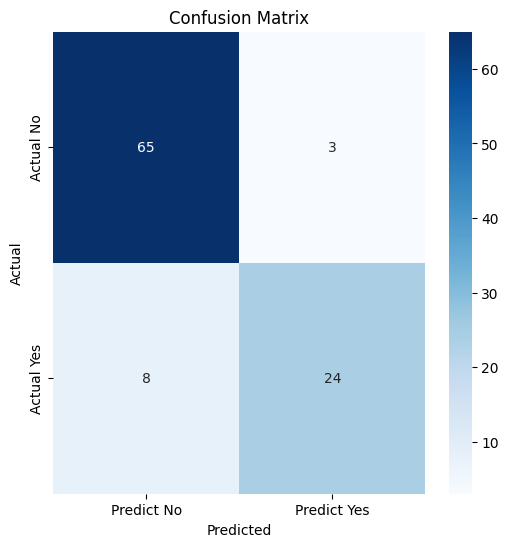 Confusion Matrix
Actual
Actual No
Actual Yes
65
3
8
24
Predict No
Predict Yes
Predicted
60
50
40
30
20
10